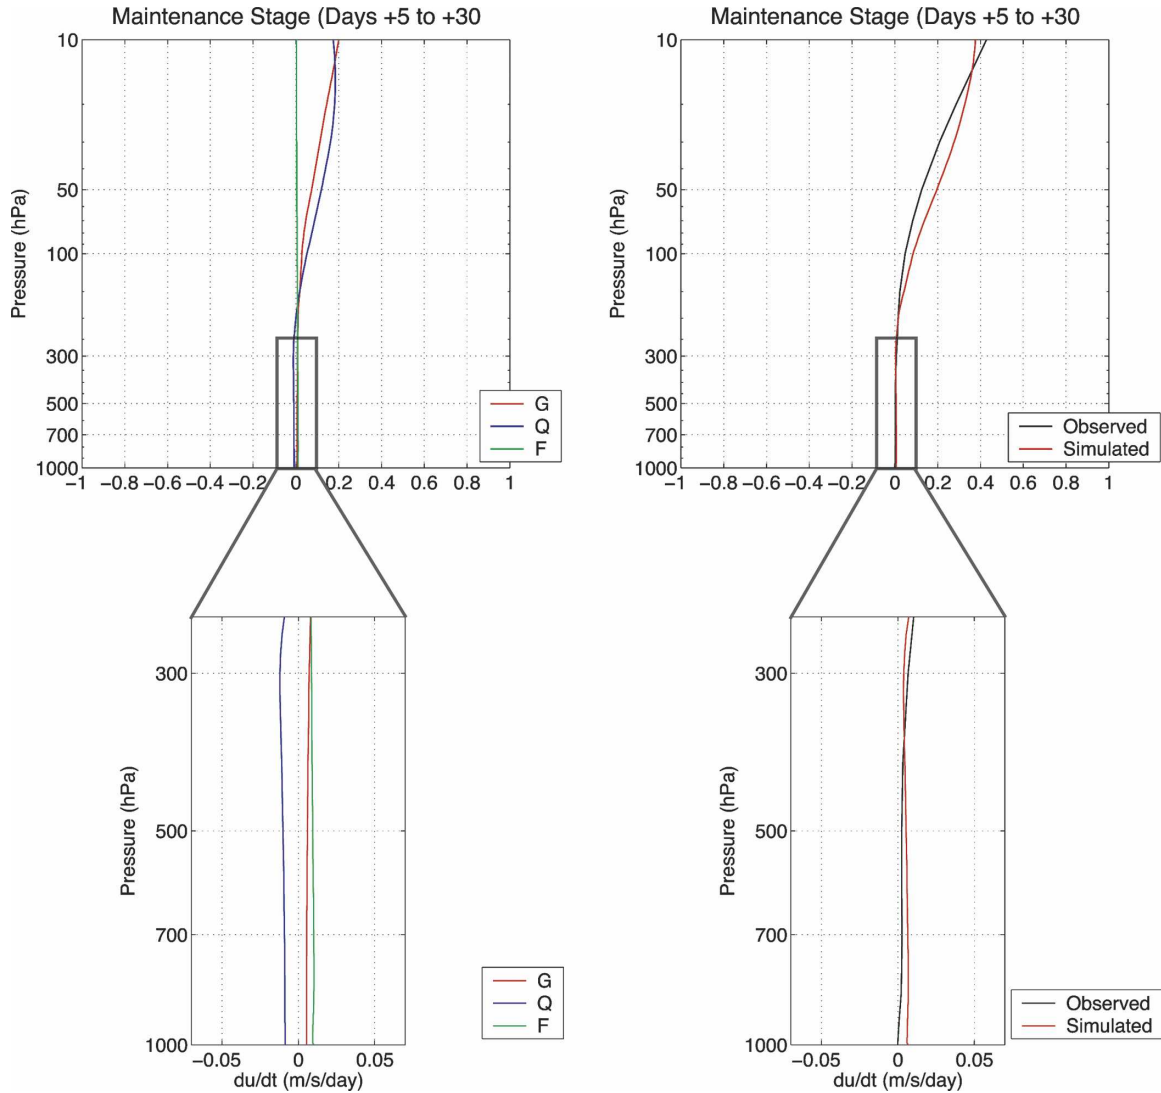 Maintenance Stage (Days +5 to +30
10
50
100
300
500
700
1000
Pressure (hPa)
−1 −0.8 −0.6 −0.4 −0.2 0 0.2 0.4 0.6 0.8 1
G
Q
F
Maintenance Stage (Days +5 to +30
10
50
100
300
500
700
1000
Pressure (hPa)
−1 −0.8 −0.6 −0.4 −0.2 0 0.2 0.4 0.6 0.8 1
Observed
Simulated
300
500
700
1000
Pressure (hPa)
−0.05 0 0.05
du/dt (m/s/day)
G
Q
F
300
500
700
1000
Pressure (hPa)
−0.05 0 0.05
du/dt (m/s/day)
Observed
Simulated